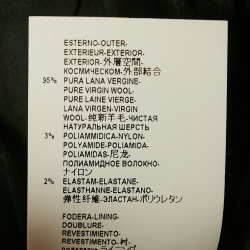 ESTERNO-OUTER-
EXTERIEUR-EXTERIOR-
EXTERIOR-外層空間-
КОСМИЧЕСКОМ-外部結合
95% PURA LANA VERGINE-
PURE VIRGIN WOOL-
PURE LAINE VIERGE-
LANA VIRGEN-VIRGIN
WOOL-纯新羊毛-ЧИСТАЯ
НАТУРАЛЬНАЯ ШЕРСТЬ
3% POLIAMMIDICA-NYLON-
POLYAMIDE-POLIAMIDA-
POLIAMIDAS-尼龙-
ПОЛИАМИДНОЕ ВОЛОКНО-
ナイロン
2% ELASTAM-ELASTANE-
ELASTHANNE-ELASTANO-
弹性纤维-ЭЛАСТАН-ポリウレタン
FODERA-LINING-
DOUBLURE-
REVESTIMIENTO-
REVESTIMENTO-村-